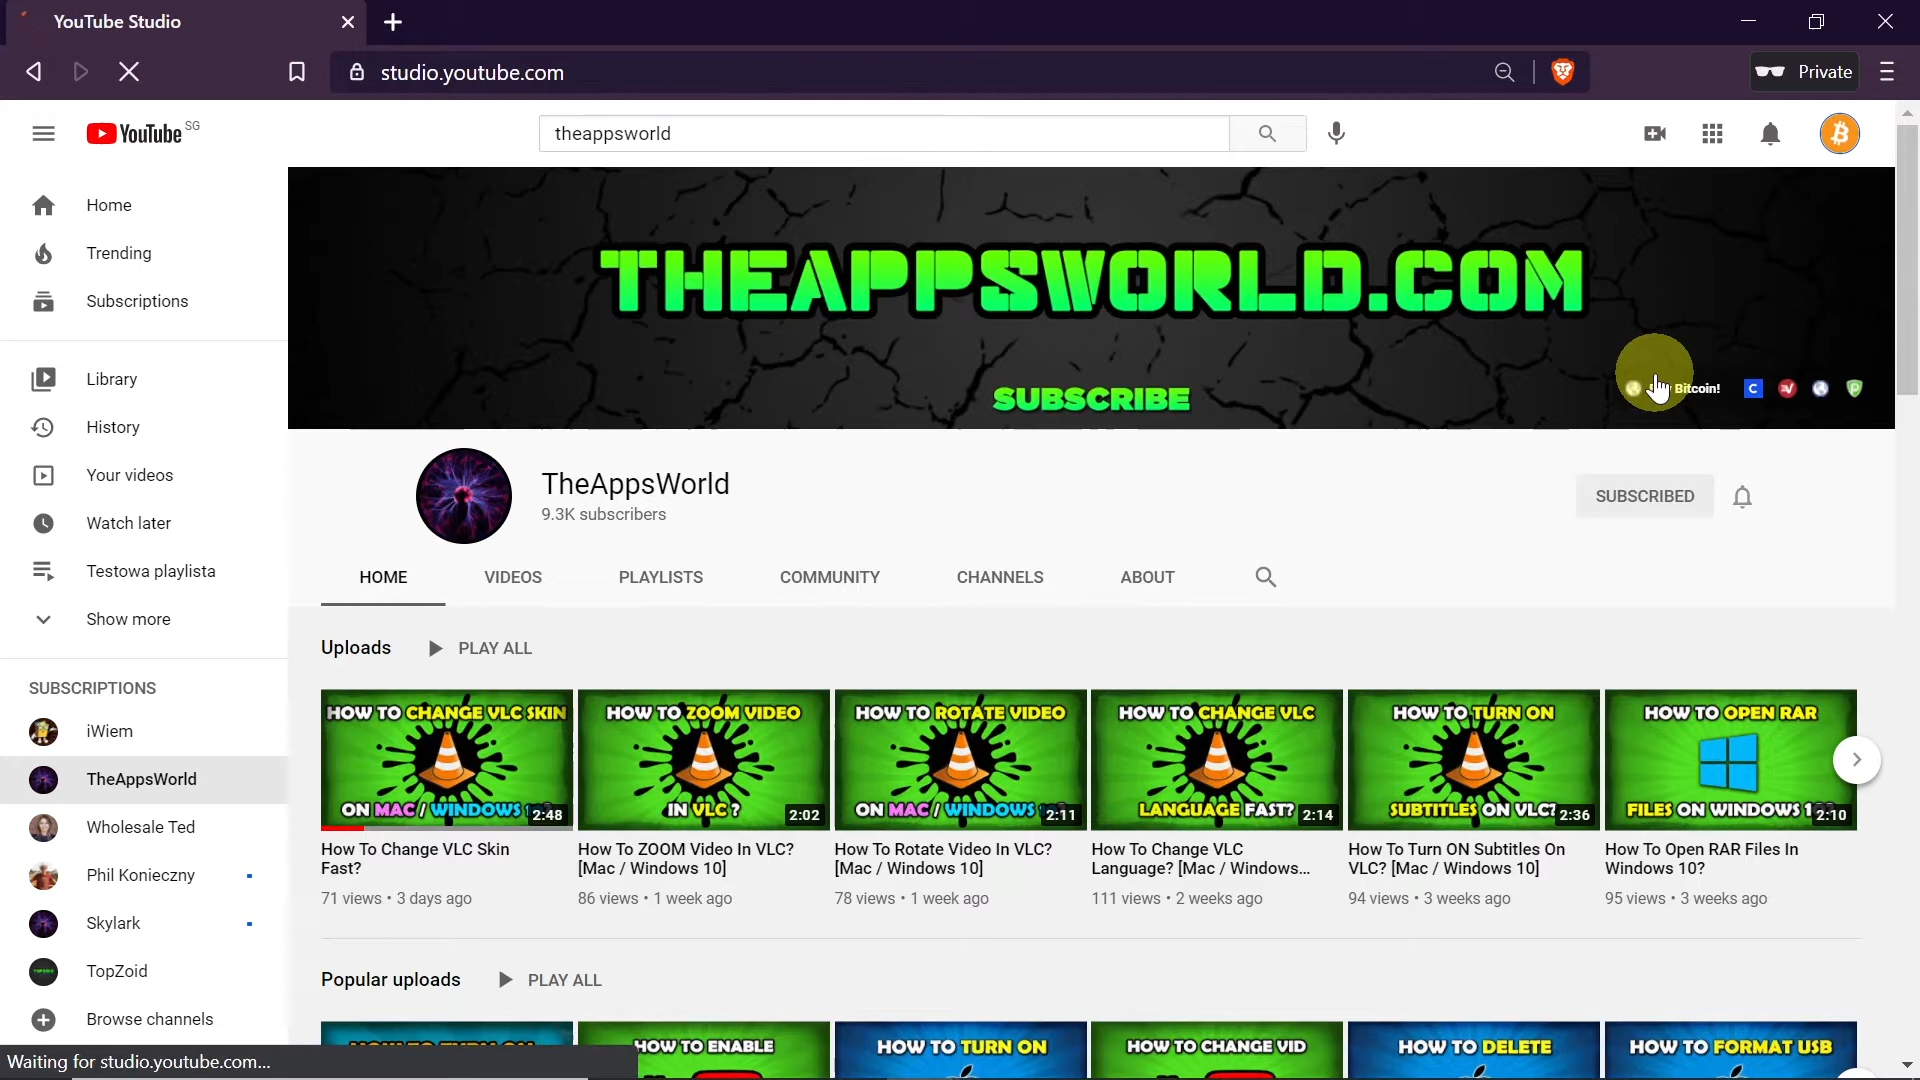 YouTube Studio
studio.youtube.com
Private
YouTube SG
theappsworld
Home
Trending
Subscriptions
Library
History
Your videos
Watch later
Testowa playlista
Show more
SUBSCRIPTIONS
iWiem
TheAppsWorld
Wholesale Ted
Phil Konieczny
Skylark
TopZoid
Browse channels
THEAPPSWORLD.COM
SUBSCRIBE
Bitcoin!
TheAppsWorld
9.3K subscribers
SUBSCRIBED
HOME VIDEOS PLAYLISTS COMMUNITY CHANNELS ABOUT
Uploads PLAY ALL
HOW TO CHANGE VLC SKIN
ON MAC / WINDOWS
2:48
How To Change VLC Skin
Fast?
71 views • 3 days ago
HOW TO ZOOM VIDEO
IN VLC ?
2:02
How To ZOOM Video In VLC?
[Mac / Windows 10]
86 views • 1 week ago
HOW TO ROTATE VIDEO
ON MAC / WINDOWS
2:11
How To Rotate Video In VLC?
[Mac / Windows 10]
78 views • 1 week ago
HOW TO CHANGE VLC
LANGUAGE FAST?
2:14
How To Change VLC
Language? [Mac / Windows...
111 views • 2 weeks ago
HOW TO TURN ON
SUBTITLES ON VLC?
2:36
How To Turn ON Subtitles On
VLC? [Mac / Windows 10]
94 views • 3 weeks ago
HOW TO OPEN RAR
FILES ON WINDOWS
2:10
How To Open RAR Files In
Windows 10?
95 views • 3 weeks ago
Popular uploads PLAY ALL
HOW TO ENABLE
HOW TO TURN ON
HOW TO CHANGE VID
HOW TO DELETE
HOW TO FORMAT USB
Waiting for studio.youtube.com...